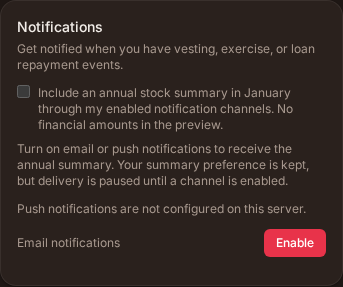 Notifications
Get notified when you have vesting, exercise, or loan
repayment events.
Include an annual stock summary in January
through my enabled notification channels. No
financial amounts in the preview.
Turn on email or push notifications to receive the
annual summary. Your summary preference is kept,
but delivery is paused until a channel is enabled.
Push notifications are not configured on this server.
Email notifications
Enable